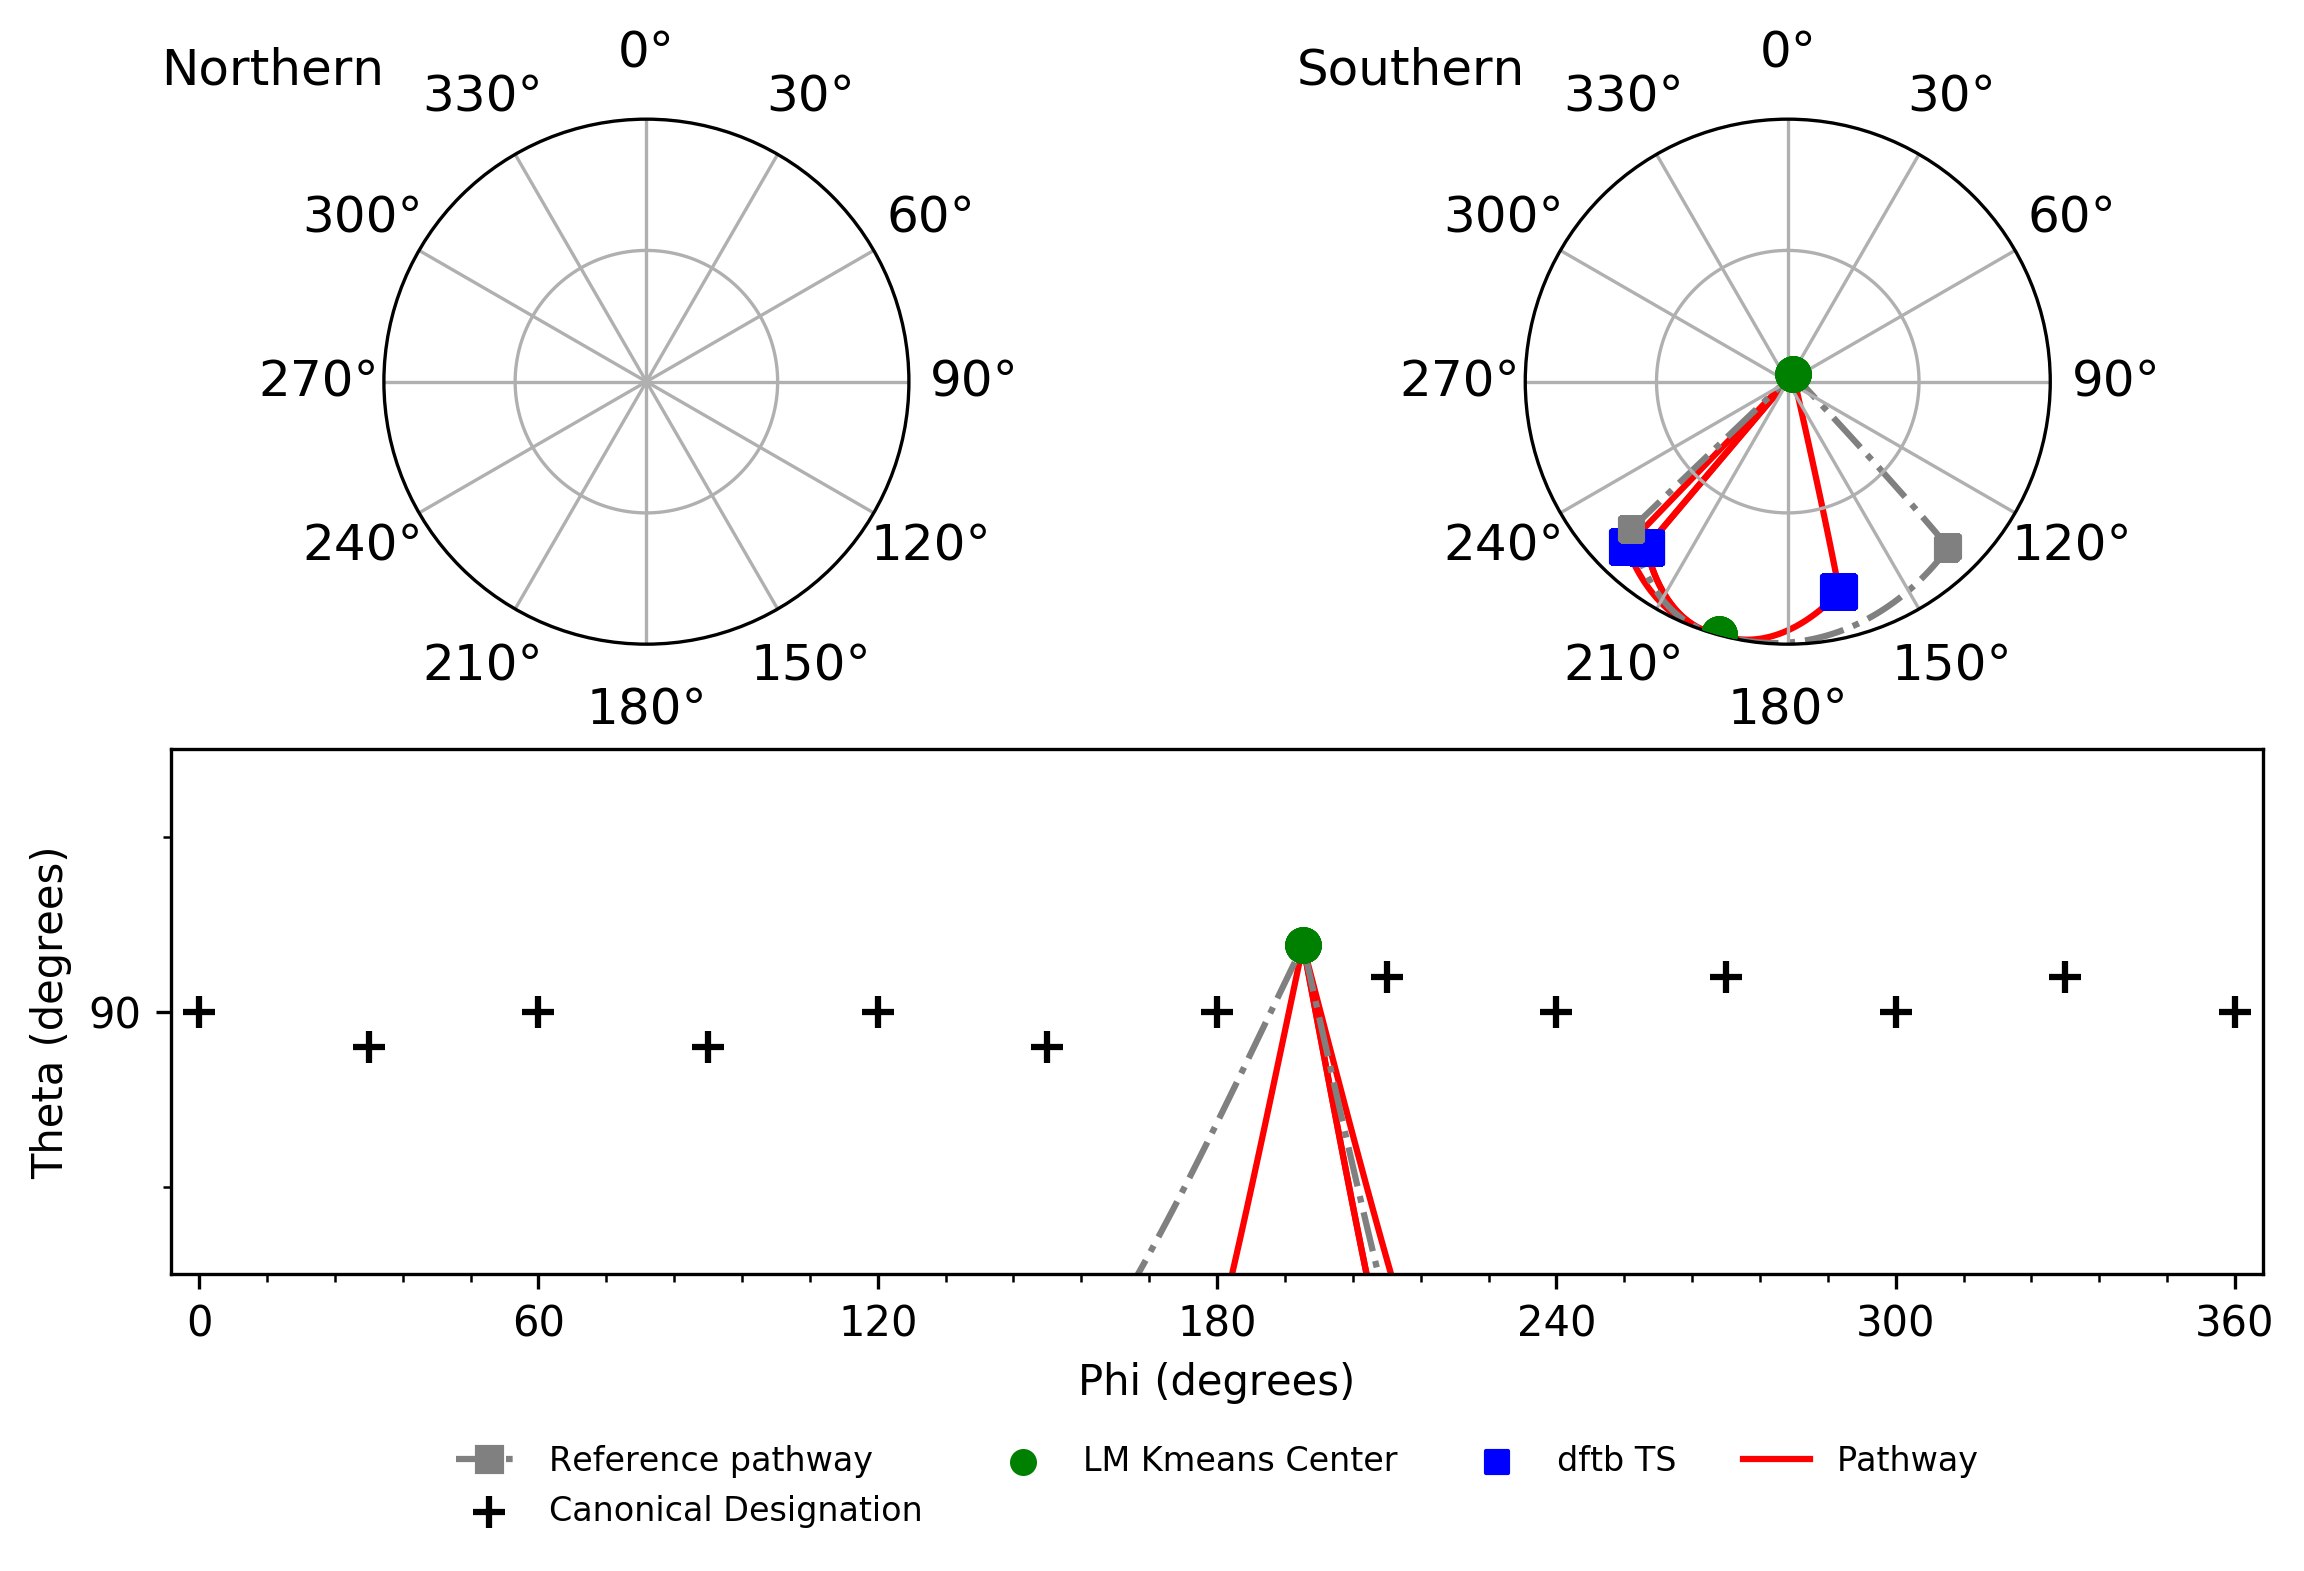 Northern
0°
330°
30°
300°
60°
270°
90°
240°
120°
210°
150°
180°
Southern
0°
330°
30°
300°
60°
270°
90°
240°
120°
210°
150°
180°
Theta (degrees)
90
0 60 120 180 240 300 360
Phi (degrees)
Reference pathway
LM Kmeans Center
dftb TS
Pathway
Canonical Designation